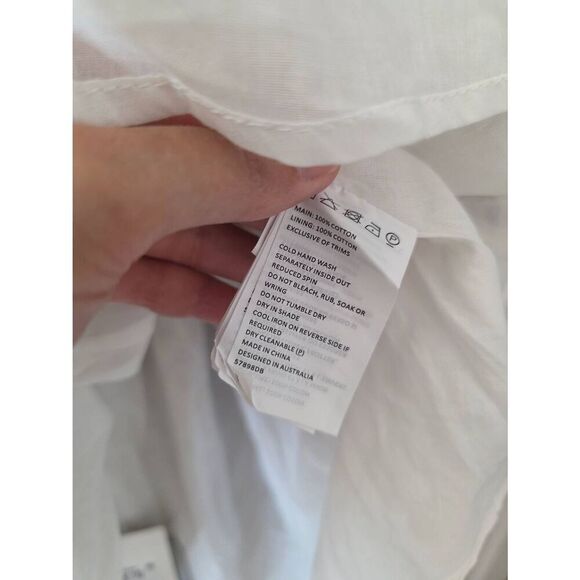 MAIN: 100% COTTON
LINING: 100% COTTON
EXCLUSIVE OF TRIMS
COLD HAND WASH
SEPARATELY INSIDE OUT
REDUCED SPIN
DO NOT BLEACH, RUB, SOAK OR
WRING
DO NOT TUMBLE DRY
DRY IN SHADE
COOL IRON ON REVERSE SIDE IF
REQUIRED
DRY CLEANABLE (P)
MADE IN CHINA
DESIGNED IN AUSTRALIA
57898DB